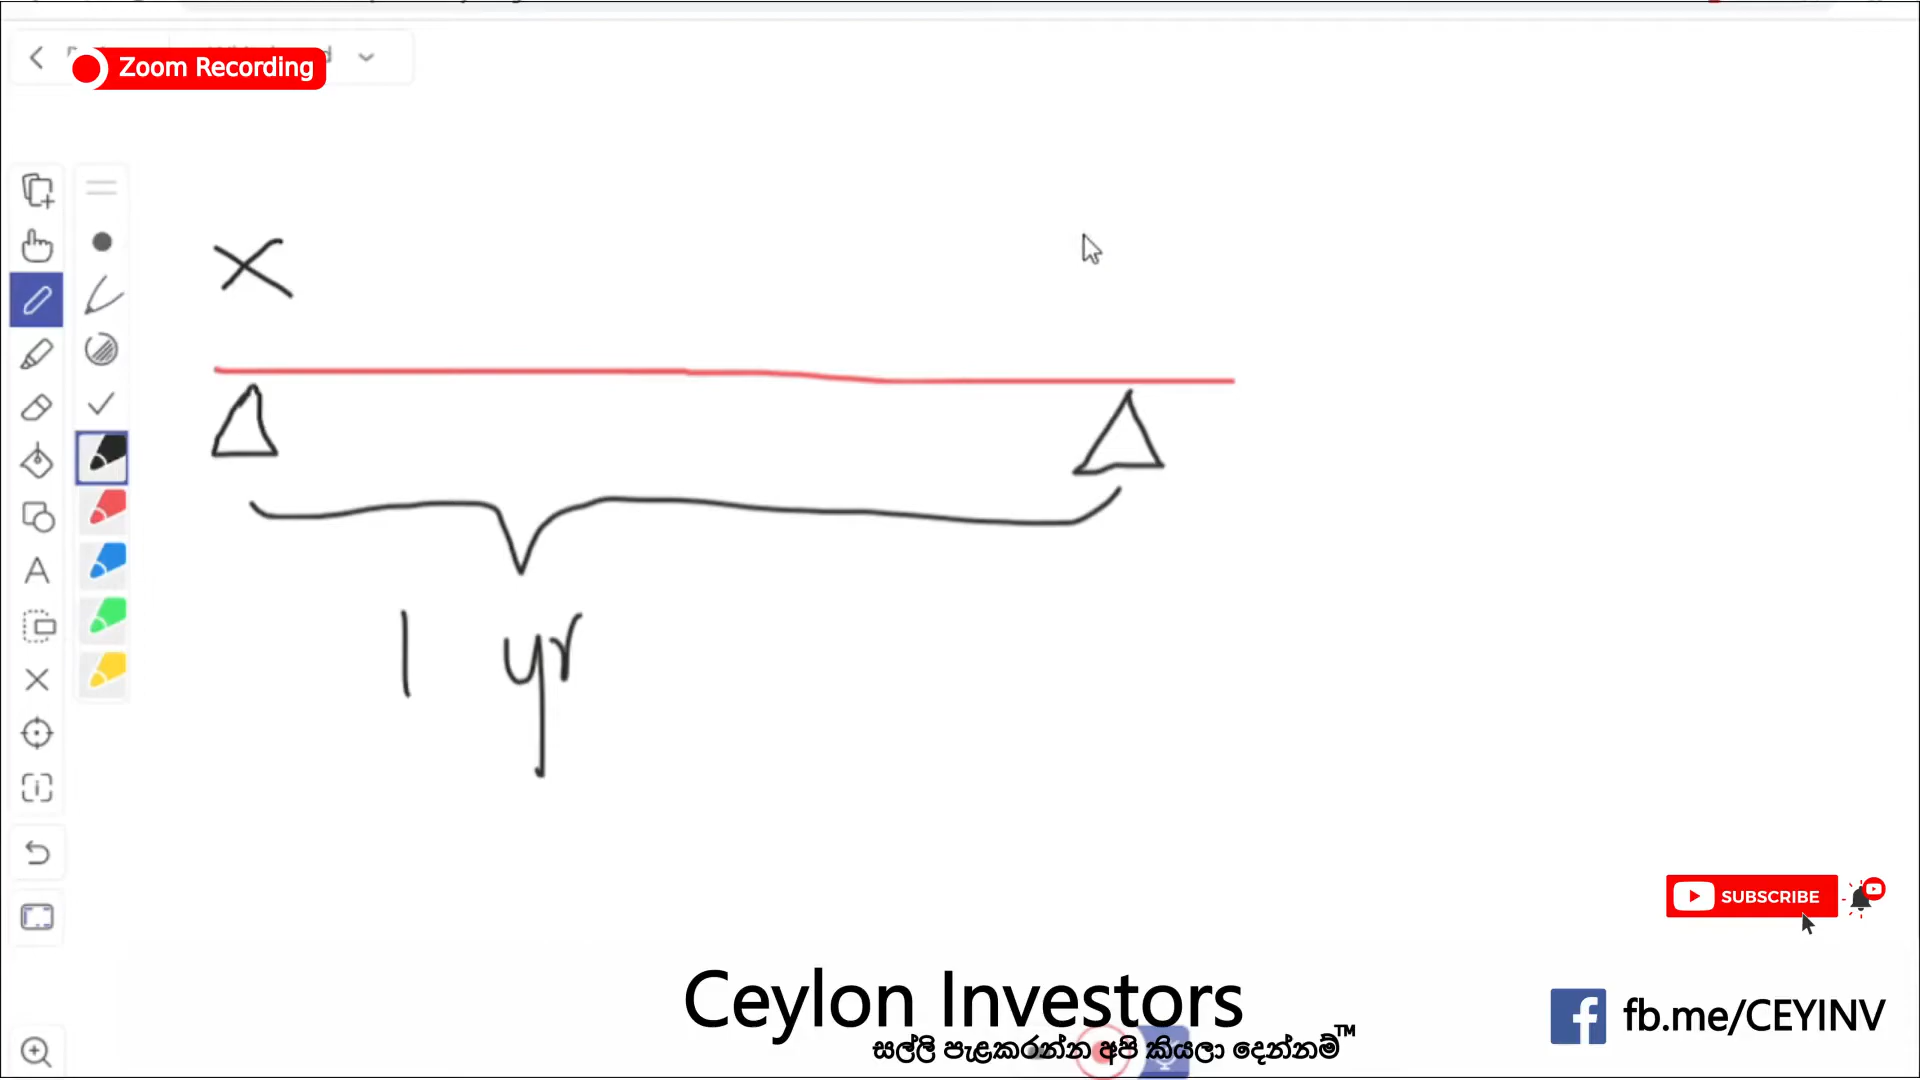 Zoom Recording
X
1 yr
SUBSCRIBE
Ceylon Investors
සල්ලි පැළකරන්න අපි කියලා දෙන්නම් ™
fb.me/CEYINV